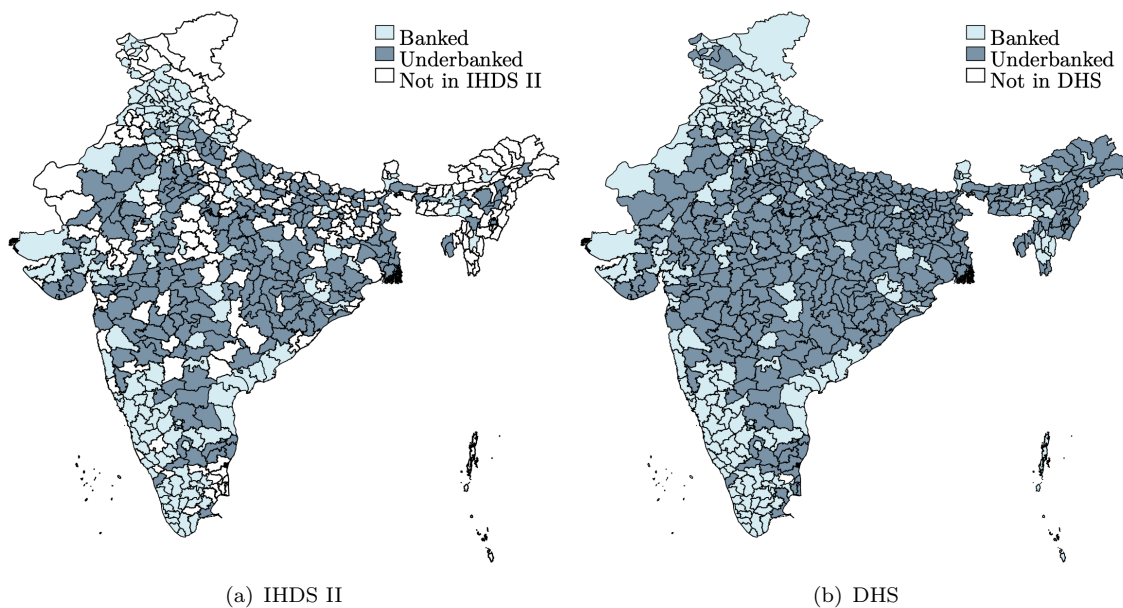 Banked
Underbanked
Not in IHDS II
Banked
Underbanked
Not in DHS
(a) IHDS II
(b) DHS